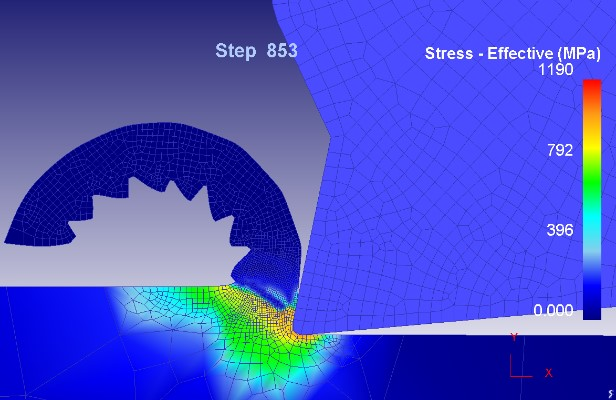 Step 853
Stress - Effective (MPa)
1190
792
396
0.000
Y
X